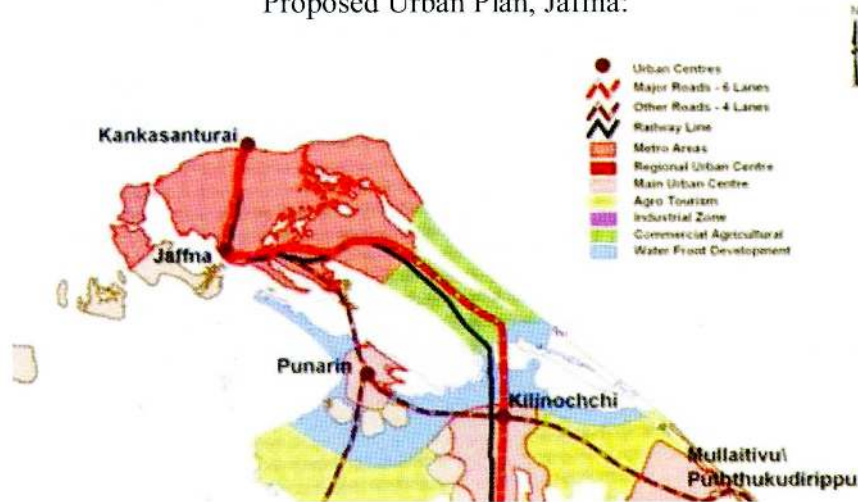 Proposed Urban Plan, Jaffna:
N
Urban Centres
Major Roads - 6 Lanes
Other Roads - 4 Lanes
Railway Line
Metro Areas
Regional Urban Centre
Main Urban Centre
Agro Tourism
Industrial Zone
Commercial Agricultural
Water Front Development
Kankasanturai
Jaffna
Punarin
Kilinochchi
Mullaitivu\
Puththukudirippu